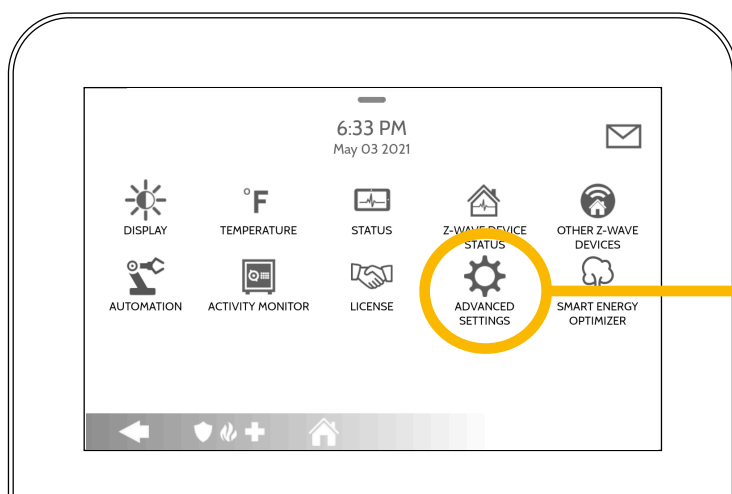 6:33 PM
May 03 2021
°F
DISPLAY
TEMPERATURE
STATUS
Z-WAVE DEVICE
STATUS
OTHER Z-WAVE
DEVICES
AUTOMATION
ACTIVITY MONITOR
LICENSE
ADVANCED
SETTINGS
SMART ENERGY
OPTIMIZER